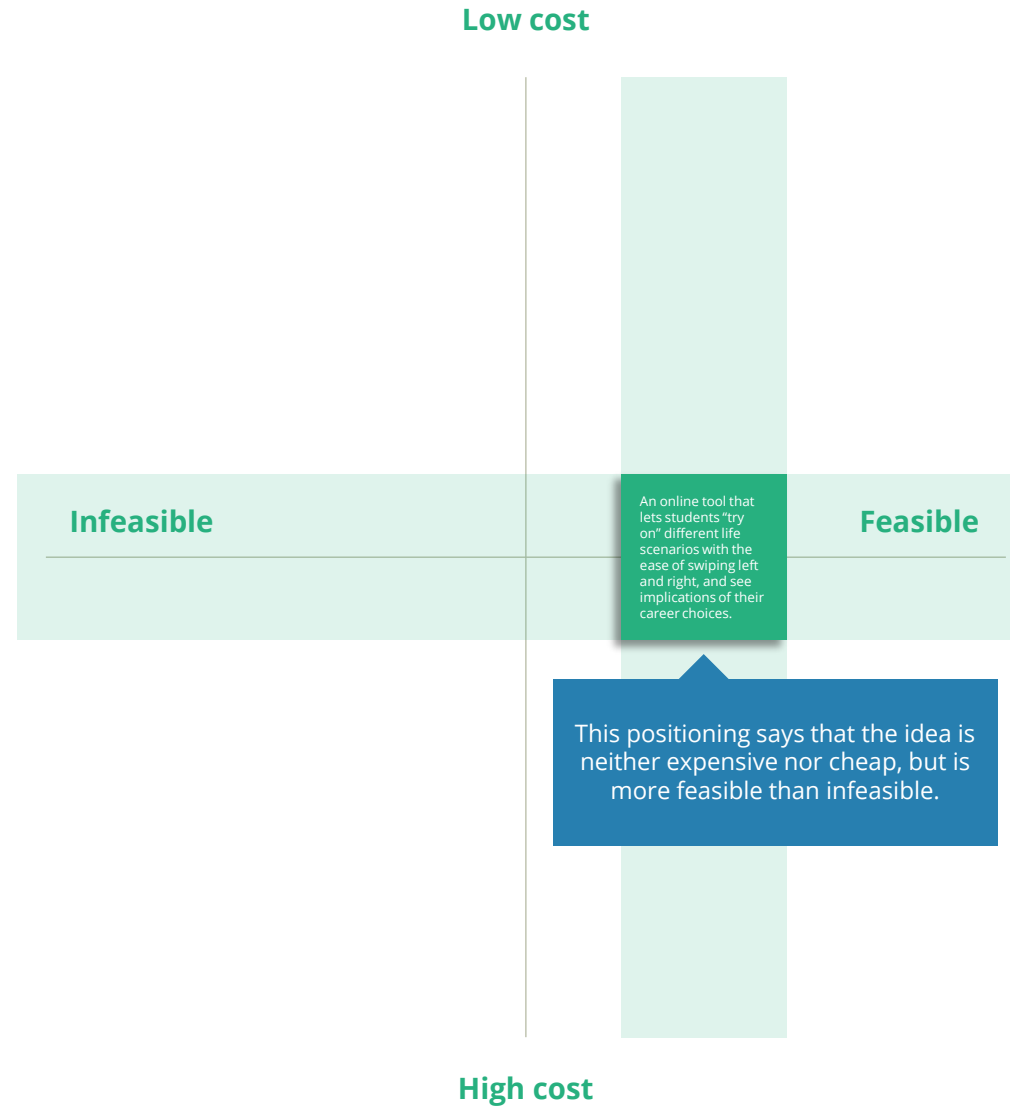 Low cost
Infeasible
Feasible
An online tool that
lets students “try
on” different life
scenarios with the
ease of swiping left
and right, and see
implications of their
career choices.
This positioning says that the idea is
neither expensive nor cheap, but is
more feasible than infeasible.
High cost